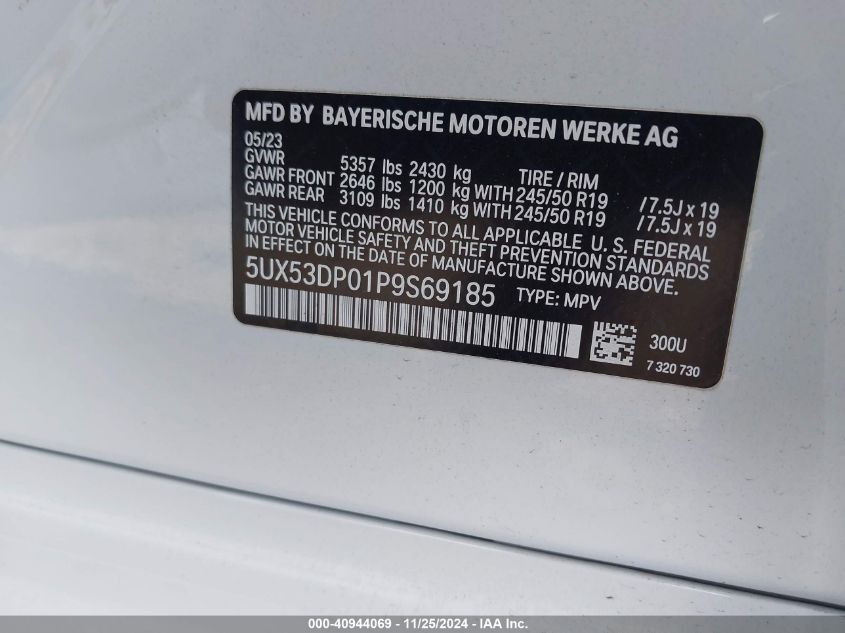 MFD BY BAYERISCHE MOTOREN WERKE AG
05/23
GVWR 5357 lbs 2430 kg TIRE / RIM
GAWR FRONT 2646 lbs 1200 kg WITH 245/50 R19 /7.5J x 19
GAWR REAR 3109 lbs 1410 kg WITH 245/50 R19 /7.5J x 19
THIS VEHICLE CONFORMS TO ALL APPLICABLE U. S. FEDERAL
MOTOR VEHICLE SAFETY AND THEFT PREVENTION STANDARDS
IN EFFECT ON THE DATE OF MANUFACTURE SHOWN ABOVE.
5UX53DP01P9S69185 TYPE: MPV
300U
7 320 730
000-40944069 - 11/25/2024 - IAA Inc.